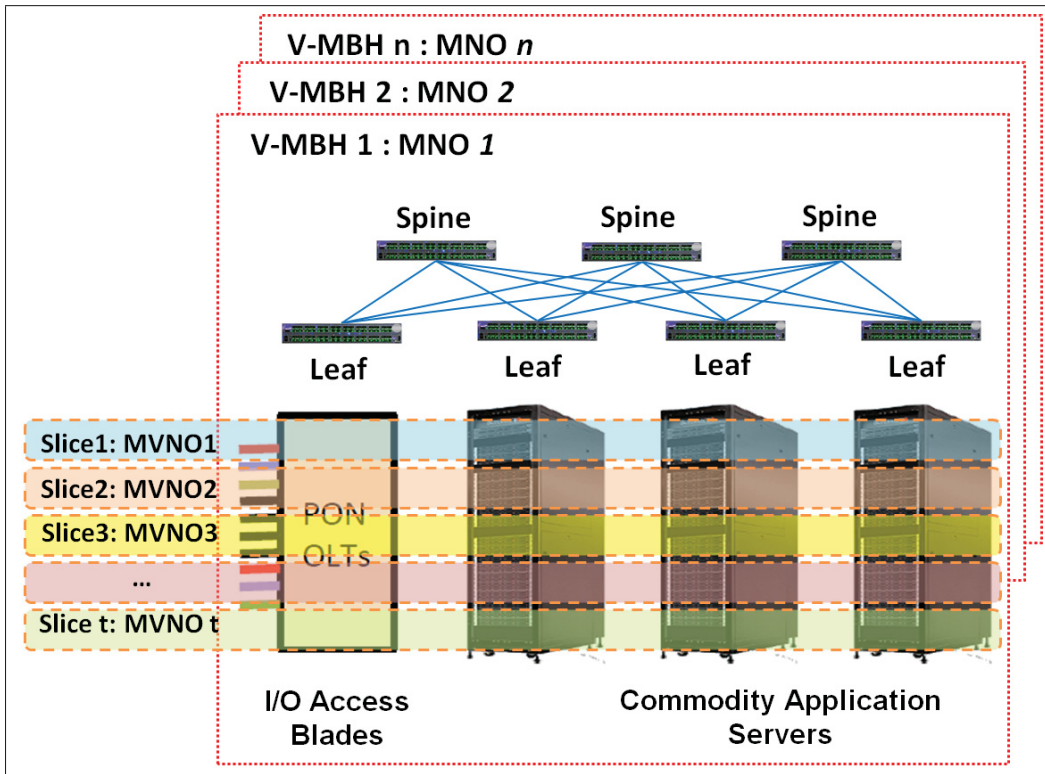 V-MBH n : MNO n
V-MBH 2 : MNO 2
V-MBH 1 : MNO 1
Spine
Spine
Spine
Leaf
Leaf
Leaf
Leaf
Slice1: MVNO1
Slice2: MVNO2
Slice3: MVNO3
...
Slice t: MVNO t
PON
OLTs
I/O Access
Blades
Commodity Application
Servers